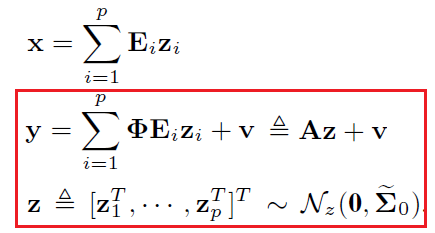 x = ∑_{i=1}^{p} E_i z_i
y = ∑_{i=1}^{p} ΦE_i z_i + v ≜ Az + v
z ≜ [z_1^T, ⋯ , z_p^T]^T ∼ N_z(0, Σ̃_0).